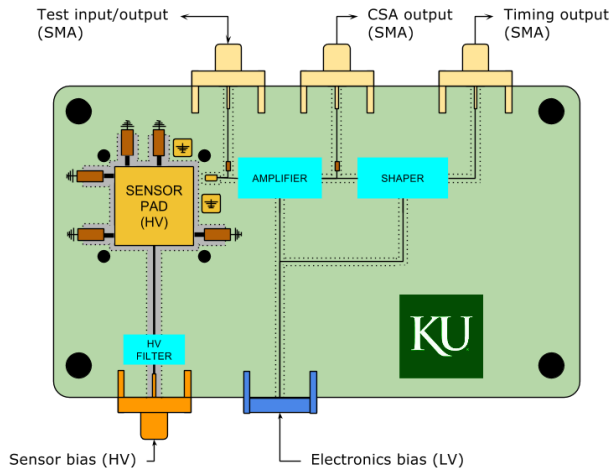 Test input/output
(SMA)
CSA output
(SMA)
Timing output
(SMA)
AMPLIFIER
SHAPER
SENSOR
PAD
(HV)
HV
FILTER
KU
Sensor bias (HV)
Electronics bias (LV)